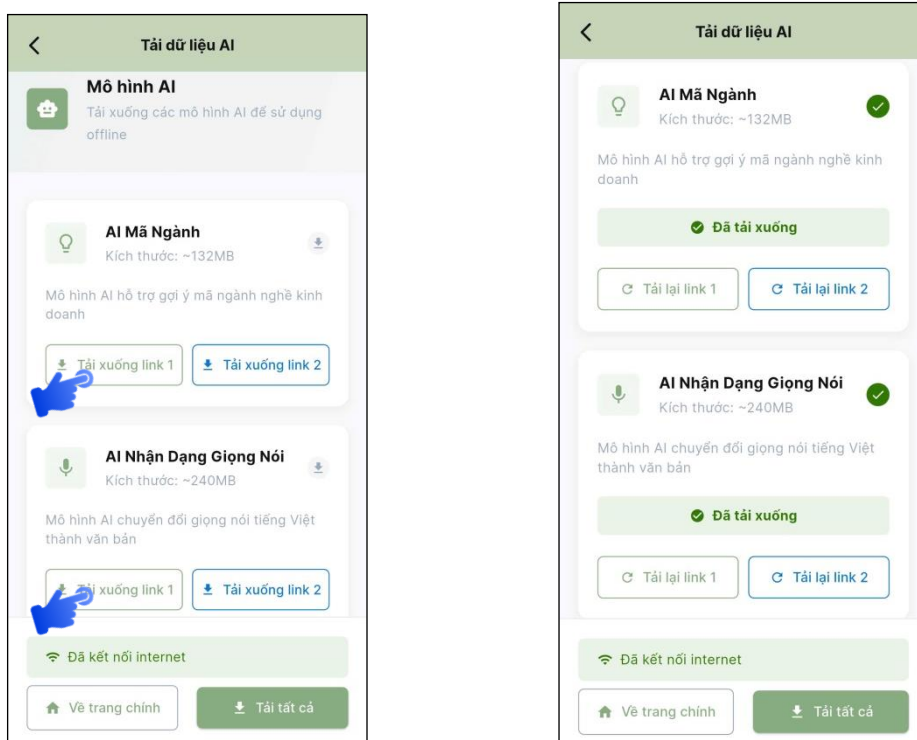 Tải dữ liệu AI
Mô hình AI
Tải xuống các mô hình AI để sử dụng
offline
AI Mã Ngành
Kích thước: ~132MB
Mô hình AI hỗ trợ gợi ý mã ngành nghề kinh
doanh
Tải xuống link 1
Tải xuống link 2
AI Nhận Dạng Giọng Nói
Kích thước: ~240MB
Mô hình AI chuyển đổi giọng nói tiếng Việt
thành văn bản
Tải xuống link 1
Tải xuống link 2
Đã kết nối internet
Về trang chính
Tải tất cả
Tải dữ liệu AI
AI Mã Ngành
Kích thước: ~132MB
Mô hình AI hỗ trợ gợi ý mã ngành nghề kinh
doanh
Đã tải xuống
Tải lại link 1
Tải lại link 2
AI Nhận Dạng Giọng Nói
Kích thước: ~240MB
Mô hình AI chuyển đổi giọng nói tiếng Việt
thành văn bản
Đã tải xuống
Tải lại link 1
Tải lại link 2
Đã kết nối internet
Về trang chính
Tải tất cả